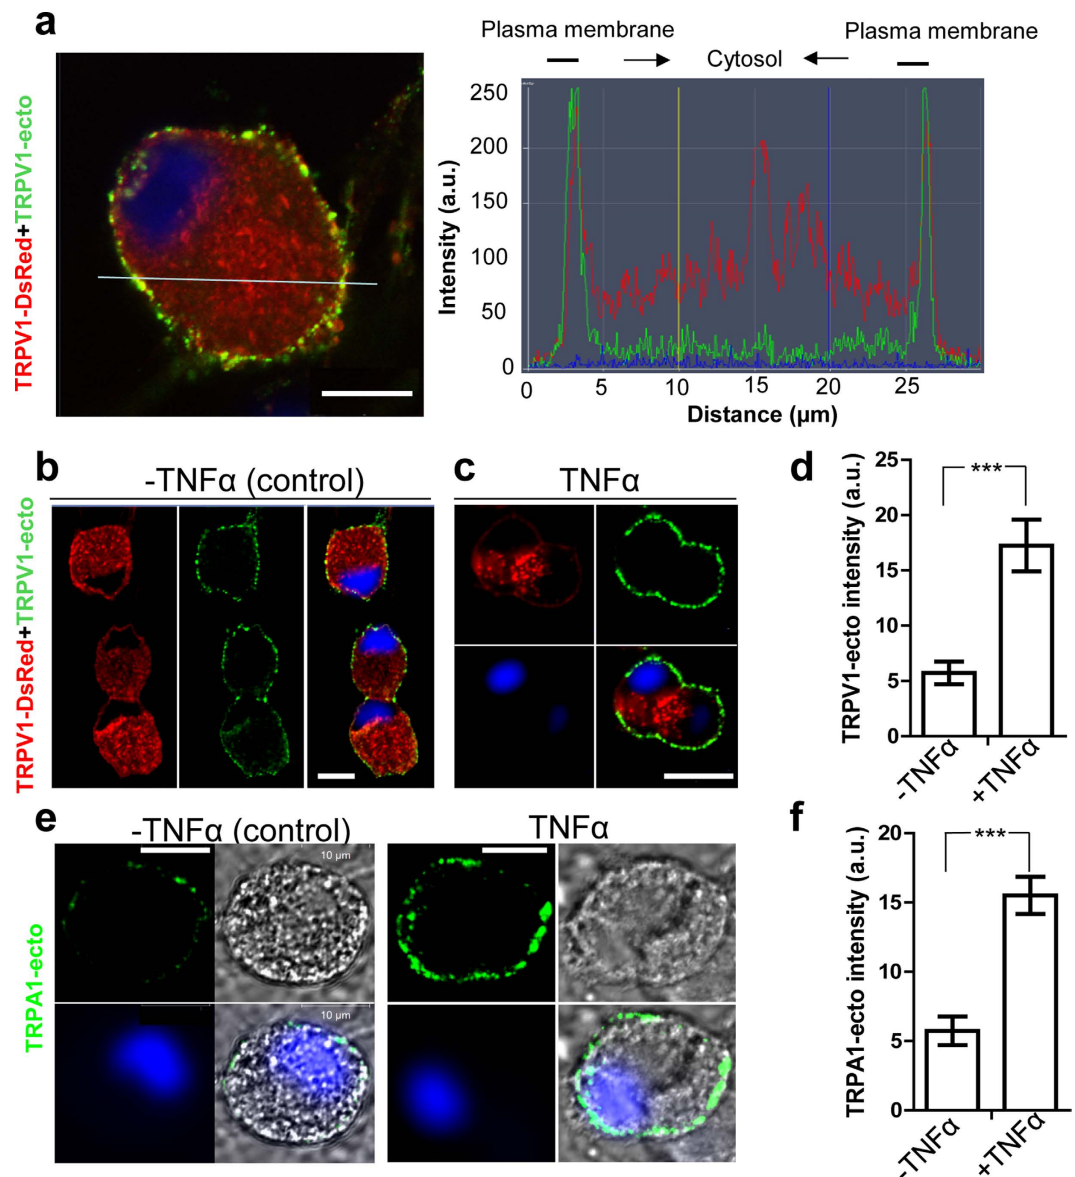 a
TRPV1-DsRed+TRPV1-ecto
Plasma membrane
Plasma membrane
Cytosol
Intensity (a.u.)
250
200
150
100
50
0
0 5 10 15 20 25
Distance (µm)
b
-TNFα (control)
TRPV1-DsRed+TRPV1-ecto
c
TNFα
d
TRPV1-ecto intensity (a.u.)
25
20
15
10
5
0
***
-TNFα
+TNFα
e
-TNFα (control)
TNFα
TRPA1-ecto
10 µm
10 µm
f
TRPA1-ecto intensity (a.u.)
20
15
10
5
0
***
-TNFα
+TNFα